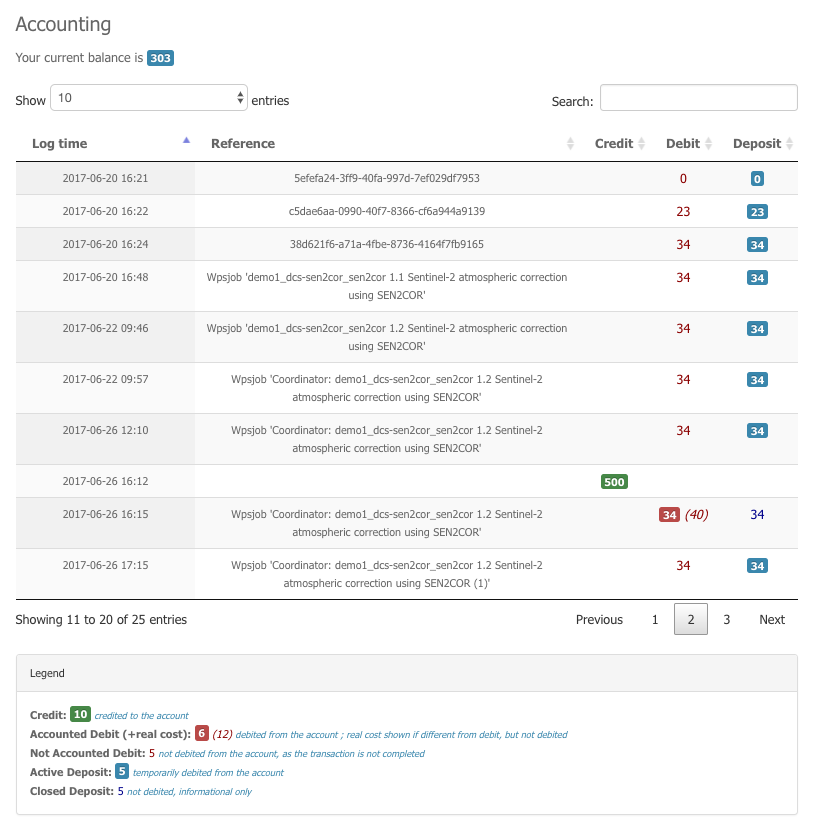 Accounting
Your current balance is 303
Show 10 entries Search:
Log time Reference Credit Debit Deposit
2017-06-20 16:21 5efefa24-3ff9-40fa-997d-7ef029df7953 0 0
2017-06-20 16:22 c5dae6aa-0990-40f7-8366-cf6a944a9139 23 23
2017-06-20 16:24 38d621f6-a71a-4fbe-8736-4164f7fb9165 34 34
2017-06-20 16:48 Wpsjob 'demo1_dcs-sen2cor_sen2cor 1.1 Sentinel-2 atmospheric correction 34 34
using SEN2COR'
2017-06-22 09:46 Wpsjob 'demo1_dcs-sen2cor_sen2cor 1.2 Sentinel-2 atmospheric correction 34 34
using SEN2COR'
2017-06-22 09:57 Wpsjob 'Coordinator: demo1_dcs-sen2cor_sen2cor 1.2 Sentinel-2 34 34
atmospheric correction using SEN2COR'
2017-06-26 12:10 Wpsjob 'Coordinator: demo1_dcs-sen2cor_sen2cor 1.2 Sentinel-2 34 34
atmospheric correction using SEN2COR'
2017-06-26 16:12 500
2017-06-26 16:15 Wpsjob 'Coordinator: demo1_dcs-sen2cor_sen2cor 1.2 Sentinel-2 34 (40) 34
atmospheric correction using SEN2COR'
2017-06-26 17:15 Wpsjob 'Coordinator: demo1_dcs-sen2cor_sen2cor 1.2 Sentinel-2 34 34
atmospheric correction using SEN2COR (1)'
Showing 11 to 20 of 25 entries Previous 1 2 3 Next
Legend
Credit: 10 credited to the account
Accounted Debit (+real cost): 6 (12) debited from the account ; real cost shown if different from debit, but not debited
Not Accounted Debit: 5 not debited from the account, as the transaction is not completed
Active Deposit: 5 temporarily debited from the account
Closed Deposit: 5 not debited, informational only